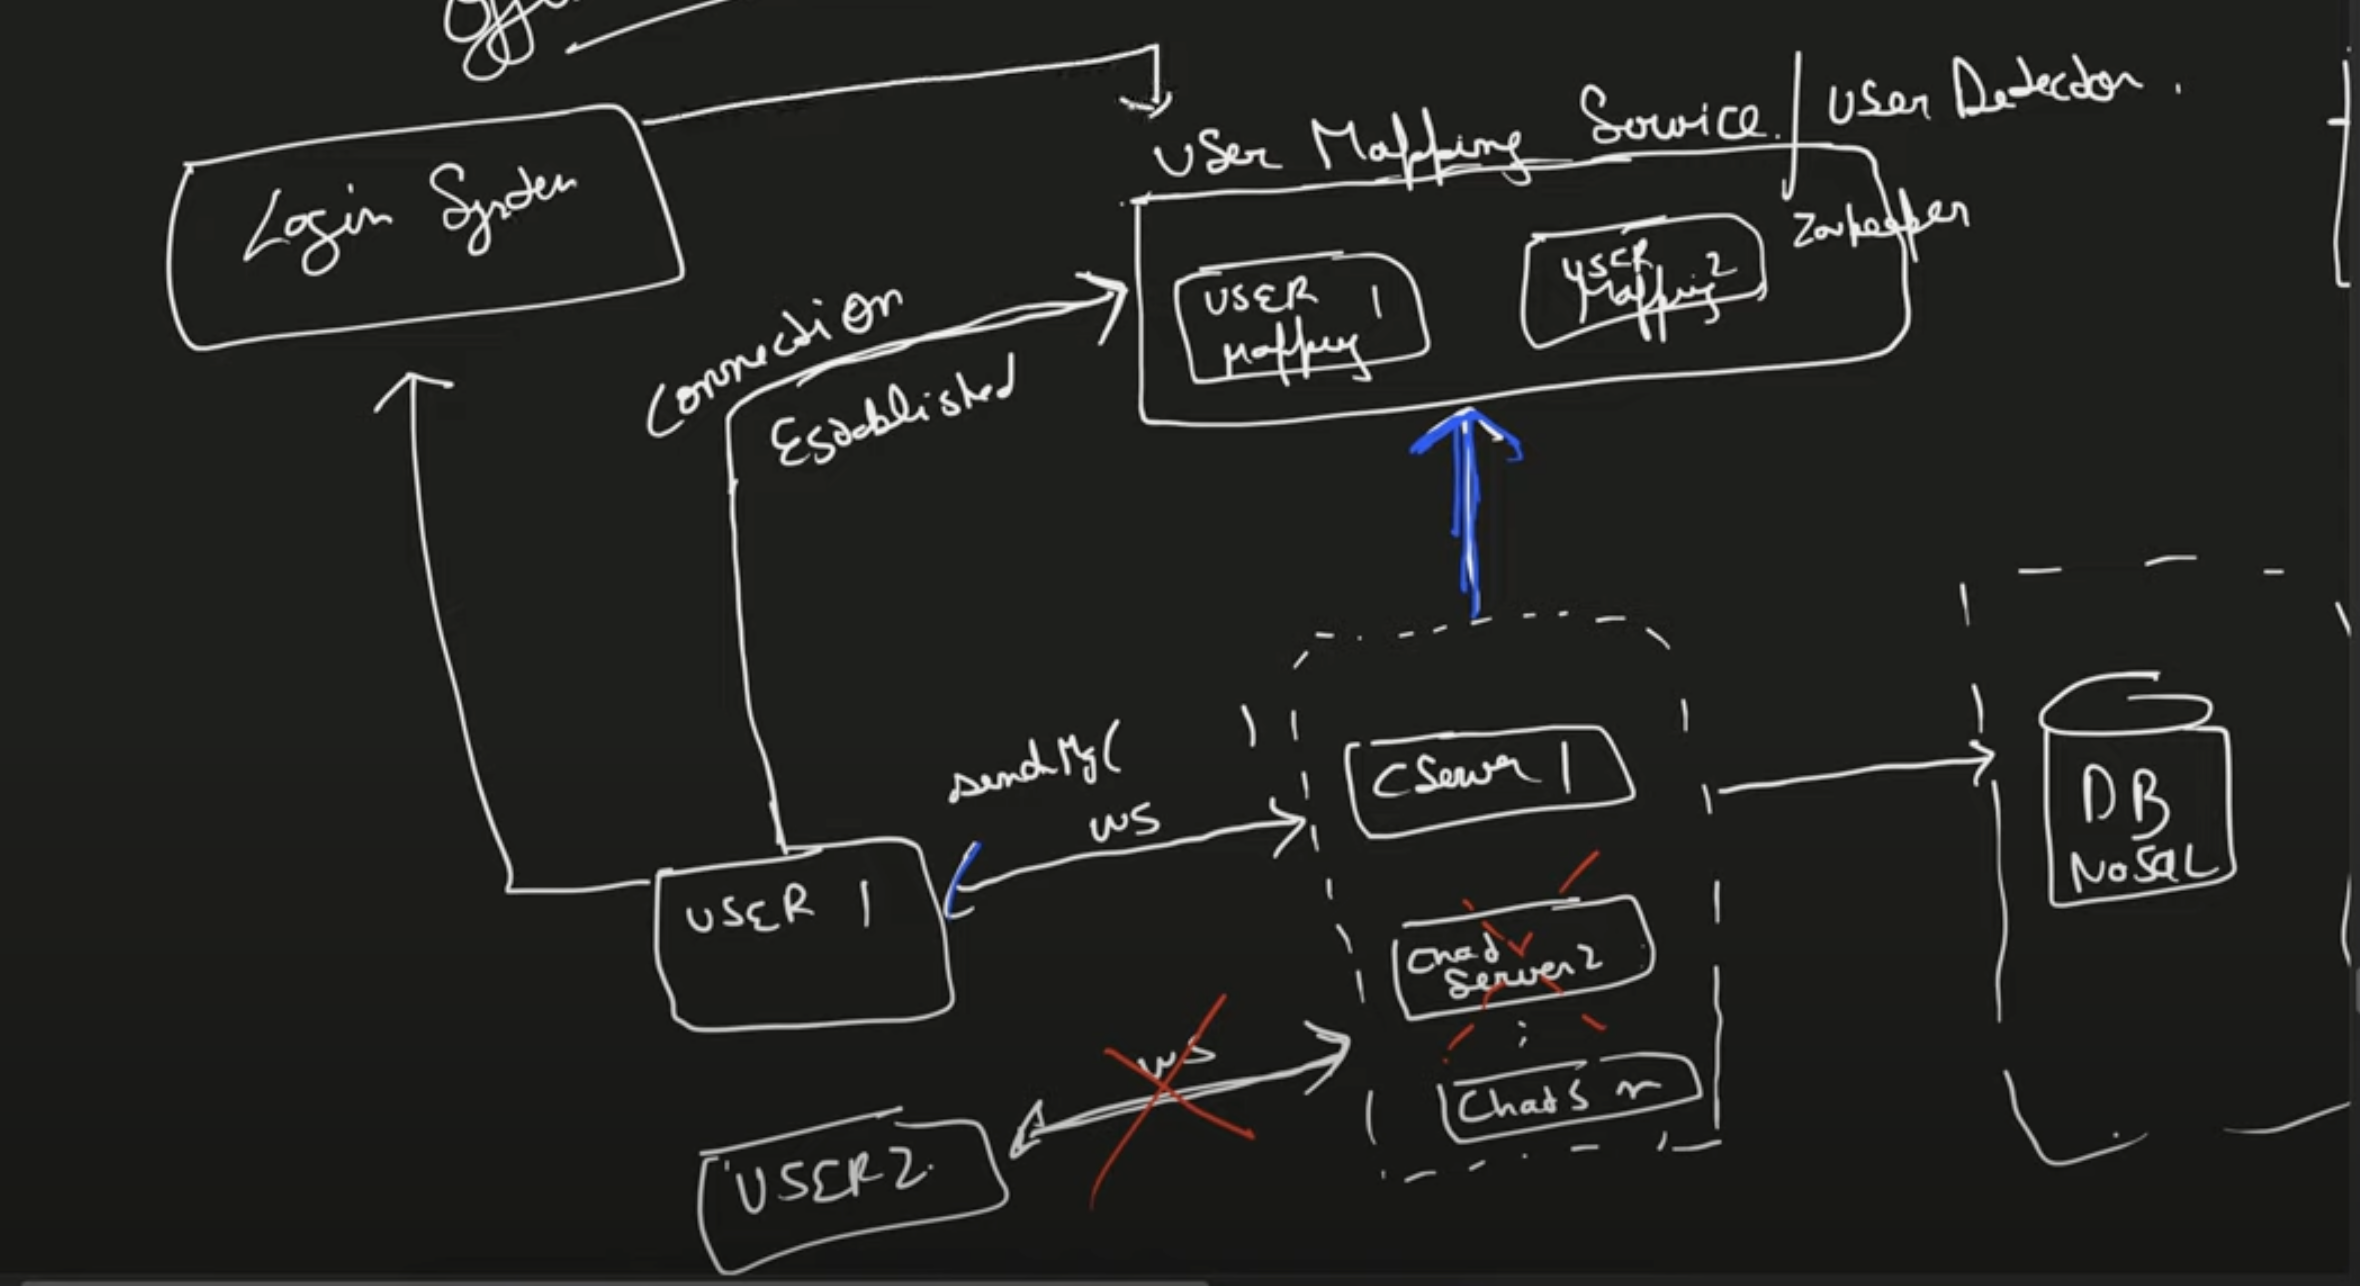 User Mapping Service. / User Detector.
Login System
Zookeeper
USER Mapping 1
USER Mapping 2
Connection
Established
sendMsg( )
WS
CServer 1
DB
NoSQL
USER 1
Chat
Server 2
WS
ChatS n
USER 2.